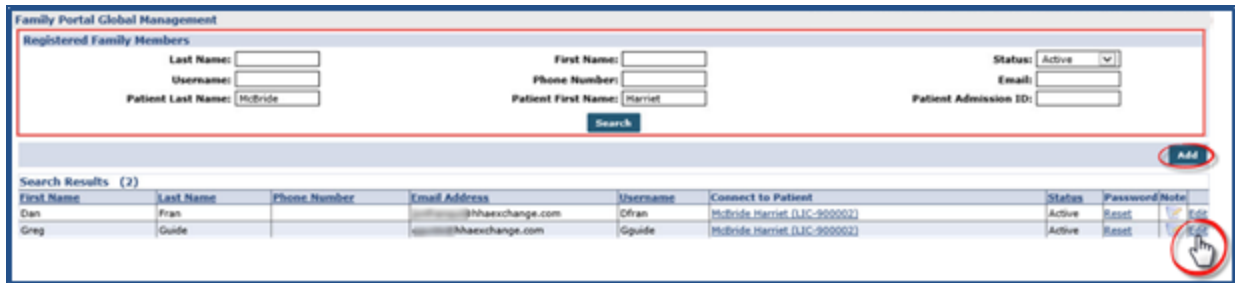 Family Portal Global Management
Registered Family Members
Last Name: First Name: Status: Active
Username: Phone Number: Email:
Patient Last Name: McBride Patient First Name: Harriet Patient Admission ID:
Search
Add
Search Results (2)
First Name Last Name Phone Number Email Address Username Connect to Patient Status Password Note
Dan Fran hhaexchange.com Dfran McBride Harriet (LIC-900002) Active Reset Edit
Greg Guide hhaexchange.com Gguide McBride Harriet (LIC-900002) Active Reset Edit